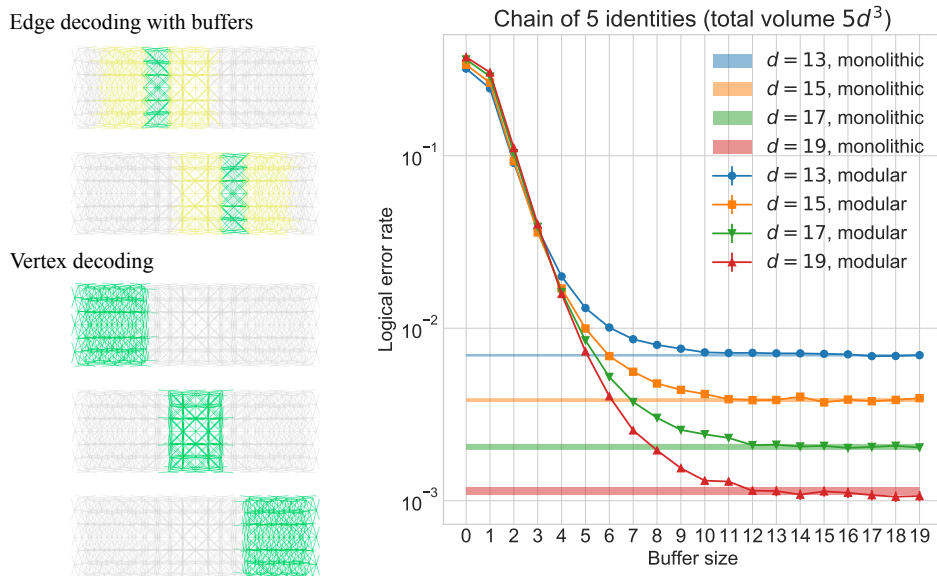 Edge decoding with buffers
Vertex decoding
Chain of 5 identities (total volume 5d³)
d = 13, monolithic
d = 15, monolithic
d = 17, monolithic
d = 19, monolithic
d = 13, modular
d = 15, modular
d = 17, modular
d = 19, modular
Logical error rate
10⁻¹
10⁻²
10⁻³
0 1 2 3 4 5 6 7 8 9 10 11 12 13 14 15 16 17 18 19
Buffer size